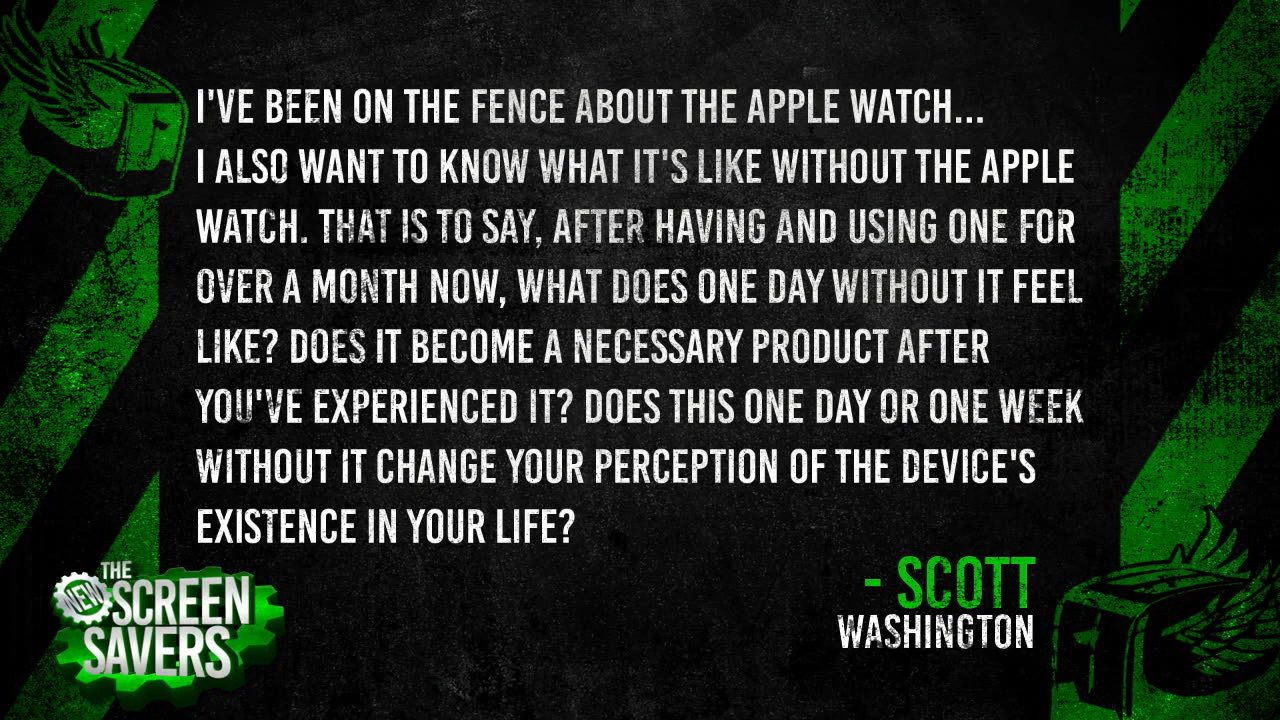 I'VE BEEN ON THE FENCE ABOUT THE APPLE WATCH...
I ALSO WANT TO KNOW WHAT IT'S LIKE WITHOUT THE APPLE
WATCH. THAT IS TO SAY, AFTER HAVING AND USING ONE FOR
OVER A MONTH NOW, WHAT DOES ONE DAY WITHOUT IT FEEL
LIKE? DOES IT BECOME A NECESSARY PRODUCT AFTER
YOU'VE EXPERIENCED IT? DOES THIS ONE DAY OR ONE WEEK
WITHOUT IT CHANGE YOUR PERCEPTION OF THE DEVICE'S
EXISTENCE IN YOUR LIFE?
- SCOTT
WASHINGTON
THE
NEW SCREEN
SAVERS